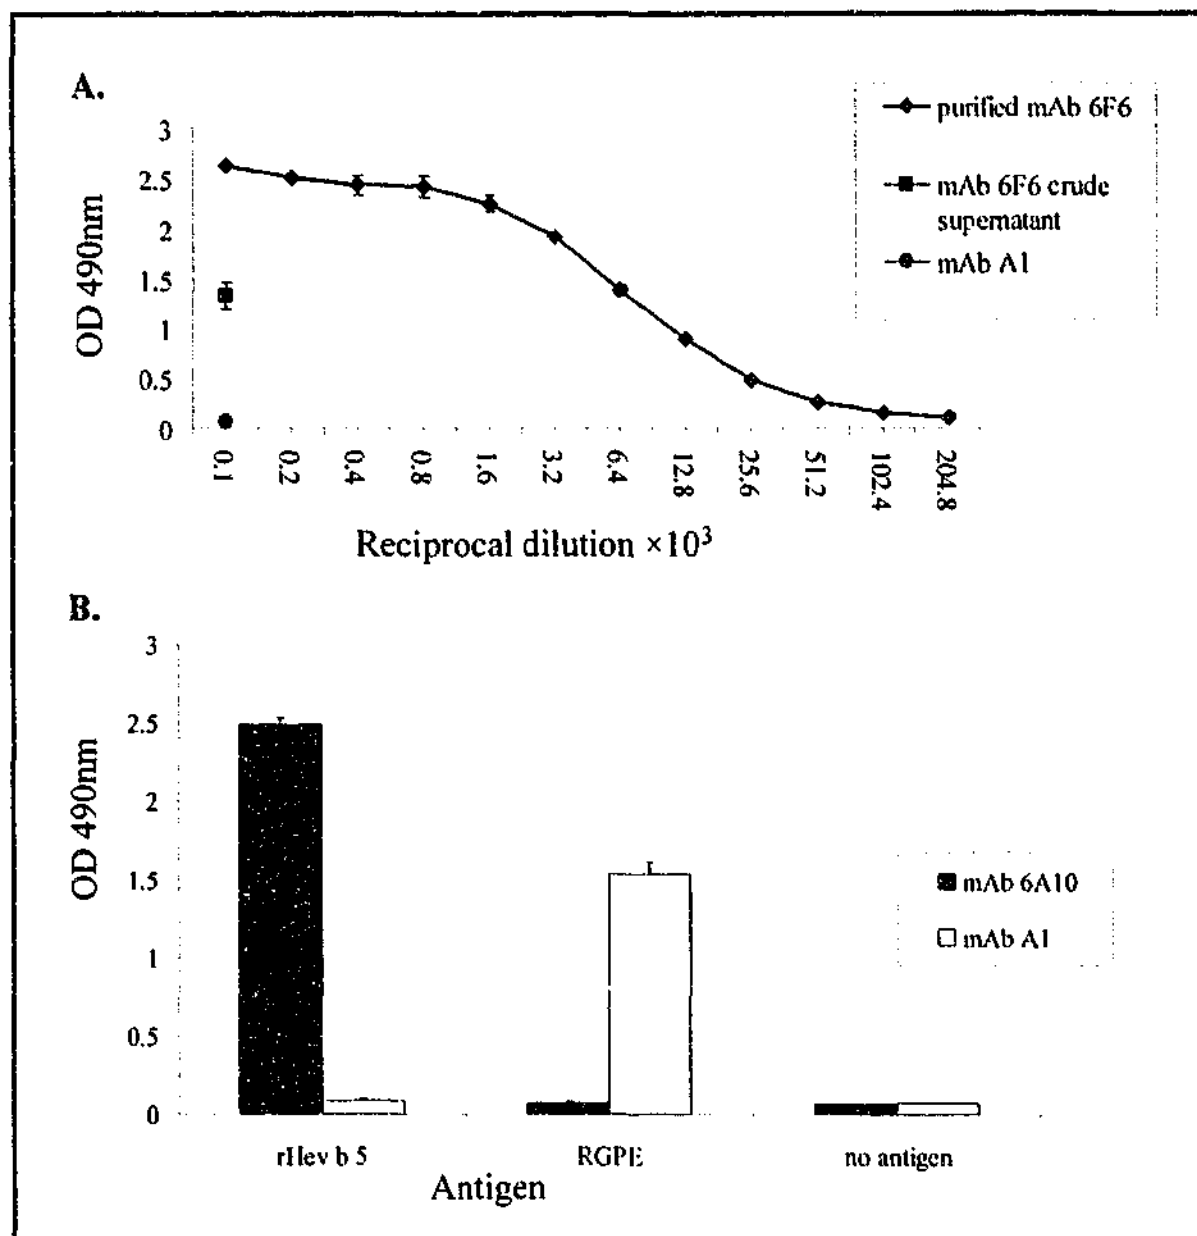 A.
purified mAb 6F6
mAb 6F6 crude
supernatant
mAb A1
OD 490nm
3
2.5
2
1.5
1
0.5
0
0.1
0.2
0.4
0.8
1.6
3.2
6.4
12.8
25.6
51.2
102.4
204.8
Reciprocal dilution ×10³
B.
OD 490nm
3
2.5
2
1.5
1
0.5
0
mAb 6A10
mAb A1
rHev b 5
RGPE
no antigen
Antigen